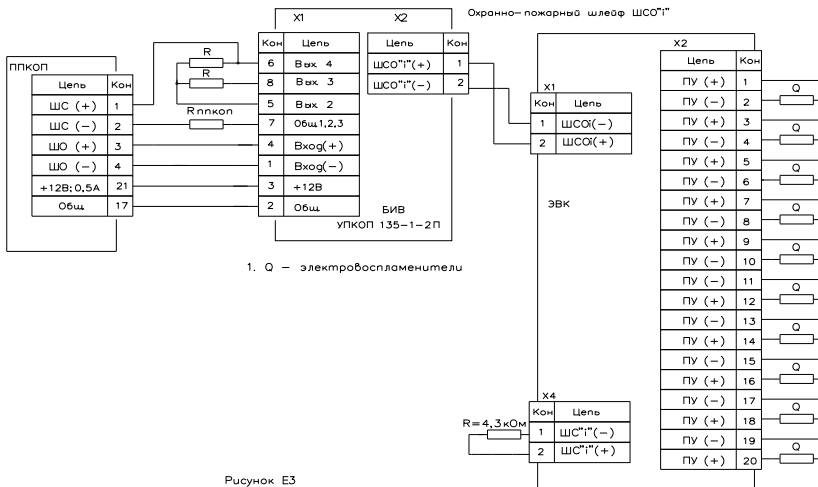 Охранно-пожарный шлейф ШСО"i"
ППКОП
Цепь Кон
ШС (+) 1
ШС (-) 2
ШО (+) 3
ШО (-) 4
+12В; 0,5А 21
Общ 17
R
R
R ппкоп
X1
Кон Цепь
6 Вых 4
8 Вых 3
5 Вых 2
7 Общ1,2,3
4 Вход(+)
1 Вход(-)
3 +12В
2 Общ
X2
Цепь Кон
ШСО"i"(+) 1
ШСО"i"(-) 2
БИВ
УПКОП 135-1-2П
1. Q - электровоспламенители
X1
Кон Цепь
1 ШСОi(-)
2 ШСОi(+)
ЭВК
X4
Кон Цепь
1 ШС"i"(-)
2 ШС"i"(+)
R=4,3кОм
X2
Цепь Кон
ПУ (+) 1
ПУ (-) 2
ПУ (+) 3
ПУ (-) 4
ПУ (+) 5
ПУ (-) 6
ПУ (+) 7
ПУ (-) 8
ПУ (+) 9
ПУ (-) 10
ПУ (-) 11
ПУ (+) 12
ПУ (-) 13
ПУ (+) 14
ПУ (-) 15
ПУ (+) 16
ПУ (-) 17
ПУ (+) 18
ПУ (-) 19
ПУ (+) 20
Q
Q
Q
Q
Q
Q
Q
Q
Q
Q
Рисунок Е3